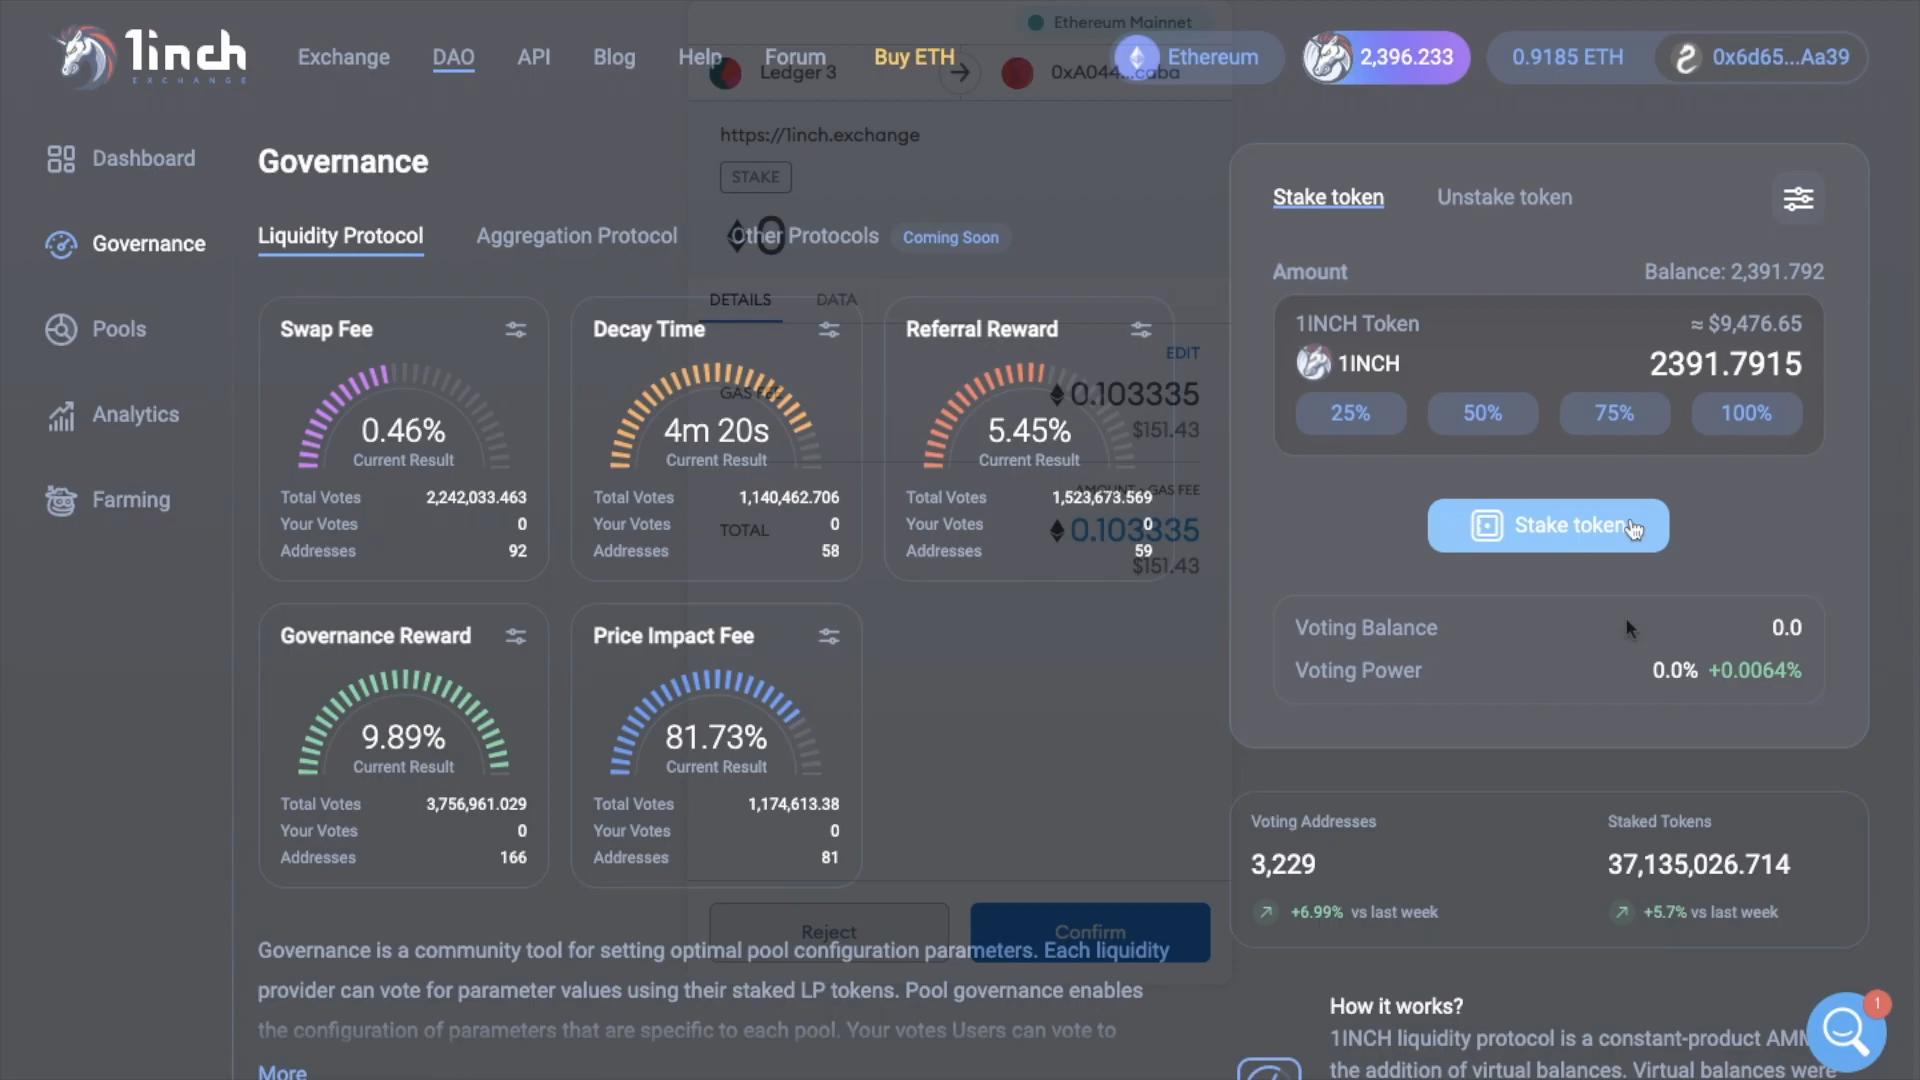 1inch
EXCHANGE
Exchange
DAO
API
Blog
Help
Forum
Buy ETH
Ethereum
2,396.233
0.9185 ETH
0x6d65...Aa39
Ethereum Mainnet
Ledger 3
0xA044...caba
https://1inch.exchange
STAKE
0
DETAILS
DATA
EDIT
GAS FEE
0.103335
$151.43
AMOUNT + GAS FEE
TOTAL
0.103335
$151.43
Reject
Confirm
Dashboard
Governance
Pools
Analytics
Farming
Governance
Liquidity Protocol
Aggregation Protocol
Other Protocols
Coming Soon
Swap Fee
0.46%
Current Result
Total Votes 2,242,033.463
Your Votes 0
Addresses 92
Decay Time
4m 20s
Current Result
Total Votes 1,140,462.706
Your Votes 0
Addresses 58
Referral Reward
5.45%
Current Result
Total Votes 1,523,673.569
Your Votes 0
Addresses 59
Governance Reward
9.89%
Current Result
Total Votes 3,756,961.029
Your Votes 0
Addresses 166
Price Impact Fee
81.73%
Current Result
Total Votes 1,174,613.38
Your Votes 0
Addresses 81
Governance is a community tool for setting optimal pool configuration parameters. Each liquidity
provider can vote for parameter values using their staked LP tokens. Pool governance enables
the configuration of parameters that are specific to each pool. Your votes Users can vote to
More
Stake token
Unstake token
Amount
Balance: 2,391.792
1INCH Token
≈ $9,476.65
1INCH
2391.7915
25%
50%
75%
100%
Stake token
Voting Balance 0.0
Voting Power 0.0% +0.0064%
Voting Addresses
3,229
+6.99% vs last week
Staked Tokens
37,135,026.714
+5.7% vs last week
How it works?
1INCH liquidity protocol is a constant-product AMM
the addition of virtual balances. Virtual balances were
1